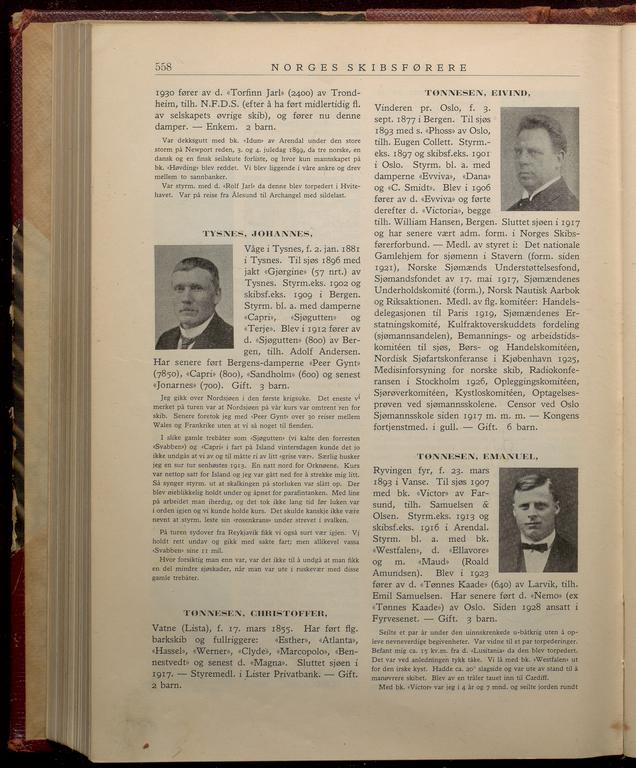 558
NORGES SKIBSFØRERE
1930 fører av d. «Torfinn Jarl» (2400) av Trond-
heim, tilh. N.F.D.S. (efter å ha ført midlertidig fl.
av selskapets øvrige skib), og fører nu denne
damper. — Enkem. 2 barn.
Var dekksgutt med bk. «Idun» av Arendal under den store
storm på Newport reden, 3. og 4. juledag 1899, da tre norske, en
dansk og en finsk seilskute forliste, og hvor kun mannskapet på
bk. «Høvding» blev reddet. Vi blev liggende i våre ankre og drev
mellem to sannbanker.
Var styrm. med d. «Rolf Jarl» da denne blev torpedert i Hvite-
havet. Var på reise fra Ålesund til Archangel med sildelast.
TYSNES, JOHANNES,
Våge i Tysnes, f. 2. jan. 1881
i Tysnes. Til sjøs 1896 med
jakt «Gjørgine» (57 nrt.) av
Tysnes. Styrm.eks. 1902 og
skibsf.eks. 1909 i Bergen.
Styrm. bl. a. med damperne
«Capri», «Sjøgutten» og
«Terje». Blev i 1912 fører av
d. «Sjøgutten» (800) av Ber-
gen, tilh. Adolf Andersen.
Har senere ført Bergens-damperne «Peer Gynt»
(7850), «Capri» (800), «Sandholm» (600) og senest
«Jonarnes» (700). Gift. 3 barn.
Jeg gikk over Nordsjøen i den første krigsuke. Det eneste vi
merket på turen var at Nordsjøen på vår kurs var omtrent ren for
skib. Senere foretok jeg med «Peer Gynt» over 30 reiser mellem
Wales og Frankrike uten at vi så noget til fienden.
I slike gamle trebåter som «Sjøgutten» (vi kalte den forresten
«Svabben») og «Capri» i fart på Island vintersdagen kunde det jo
ikke undgås at vi av og til måtte ri av litt «grise vær». Særlig husker
jeg en sur tur senhøstes 1913. En natt nord for Orknøene. Kurs
var nettop satt for Island og jeg var gått ned for å strekke mig litt.
Så synger styrm. ut at skalkingen på storluken var slått op. Der
blev øieblikkelig holdt under og åpnet for parafintanken. Med line
på arbeidet man iherdig, og det tok ikke lang tid før luken var
i orden igjen og vi kunde holde kurs. Det skulde kanskje ikke være
nevnt at styrm. leste sin «rosenkrans» under strevet i svalken.
På turen sydover fra Reykjavik fikk vi også surt vær igjen. Vi
holdt rett undav og gikk med sakte fart; men allikevel vassa
«Svabben» sine 11 mil.
Hvor forsiktig man enn var, var det ikke til å undgå at man fikk
en del mindre sjøskader, når man var ute i ruskevær med disse
gamle trebåter.
TØNNESEN, CHRISTOFFER,
Vatne (Lista), f. 17. mars 1855. Har ført flg.
barkskib og fullriggere: «Esther», «Atlanta»,
«Hassel», «Werner», «Clyde», «Marcopolo», «Ben-
nestvedt» og senest d. «Magna». Sluttet sjøen i
1917. — Styremedl. i Lister Privatbank. — Gift.
2 barn.
TØNNESEN, EIVIND,
Vinderen pr. Oslo, f. 3.
sept. 1877 i Bergen. Til sjøs
1893 med s. «Phoss» av Oslo,
tilh. Eugen Collett. Styrm.-
eks. 1897 og skibsf.eks. 1901
i Oslo. Styrm. bl. a. med
damperne «Evviva», «Dana»
og «C. Smidt». Blev i 1906
fører av d. «Evviva» og førte
derefter d. «Victoria», begge
tilh. William Hansen, Bergen. Sluttet sjøen i 1917
og har senere vært adm. form. i Norges Skibs-
førerforbund. — Medl. av styret i: Det nationale
Gamlehjem for sjømenn i Stavern (form. siden
1921), Norske Sjømænds Understøttelsesfond,
Sjømandsfondet av 17. mai 1917, Sjømændenes
Underholdskomité (form.), Norsk Nautisk Aarbok
og Riksaktionen. Medl. av flg. komitéer: Handels-
delegasjonen til Paris 1919, Sjømændenes Er-
statningskomité, Kulfraktoverskuddets fordeling
(sjømannsandelen), Bemannings- og arbeidstids-
komitéen til sjøs, Børs- og Handelskomitéen,
Nordisk Sjøfartskonferanse i Kjøbenhavn 1925,
Medisinforsyning for norske skib, Radiokonfe-
ransen i Stockholm 1926, Opleggingskomitéen,
Sjørøverkomitéen, Kystloskomitéen, Optagelses-
prøven ved sjømannsskolene. Censor ved Oslo
Sjømannsskole siden 1917 m. m. m. — Kongens
fortjenstmed. i gull. — Gift. 6 barn.
TØNNESEN, EMANUEL,
Ryvingen fyr, f. 23. mars
1893 i Vanse. Til sjøs 1907
med bk. «Victor» av Far-
sund, tilh. Samuelsen &
Olsen. Styrm.eks. 1913 og
skibsf.eks. 1916 i Arendal.
Styrm. bl. a. med bk.
«Westfalen», d. «Ellavore»
og m. «Maud» (Roald
Amundsen). Blev i 1923
fører av d. «Tønnes Kaade» (640) av Larvik, tilh.
Emil Samuelsen. Har senere ført d. «Nemo» (ex
«Tønnes Kaade») av Oslo. Siden 1928 ansatt i
Fyrvesenet. — Gift. 3 barn.
Seilte et par år under den uinnskrenkede u-båtkrig uten å op-
leve nevneverdige begivenheter. Var vidne til et par torpederinger.
Befant mig ca. 15 kv.m. fra d. «Lusitania» da den blev torpedert.
Det var ved anledningen tykk tåke. Vi lå med bk. «Westfalen» ut
for den irske kyst. Hadde ca. 20° slagside og var ute av stand til å
manøvrere skibet. Blev av en tråler tauet inn til Cardiff.
Med bk. «Victor» var jeg i 4 år og 7 mnd. og seilte jorden rundt